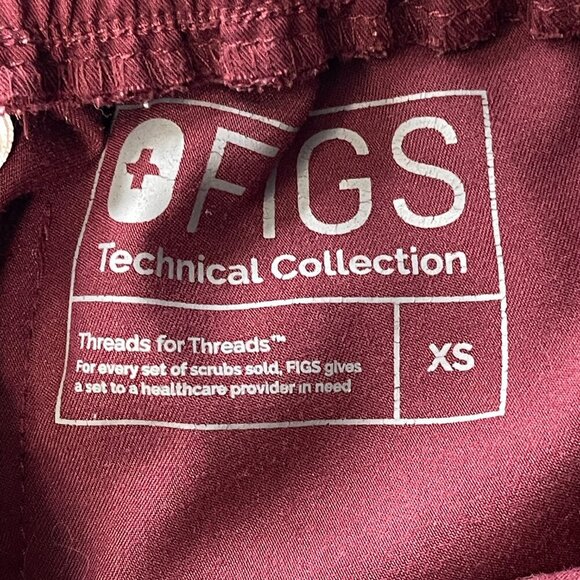 FIGS
Technical Collection
Threads for Threads™
For every set of scrubs sold, FIGS gives
a set to a healthcare provider in need
XS